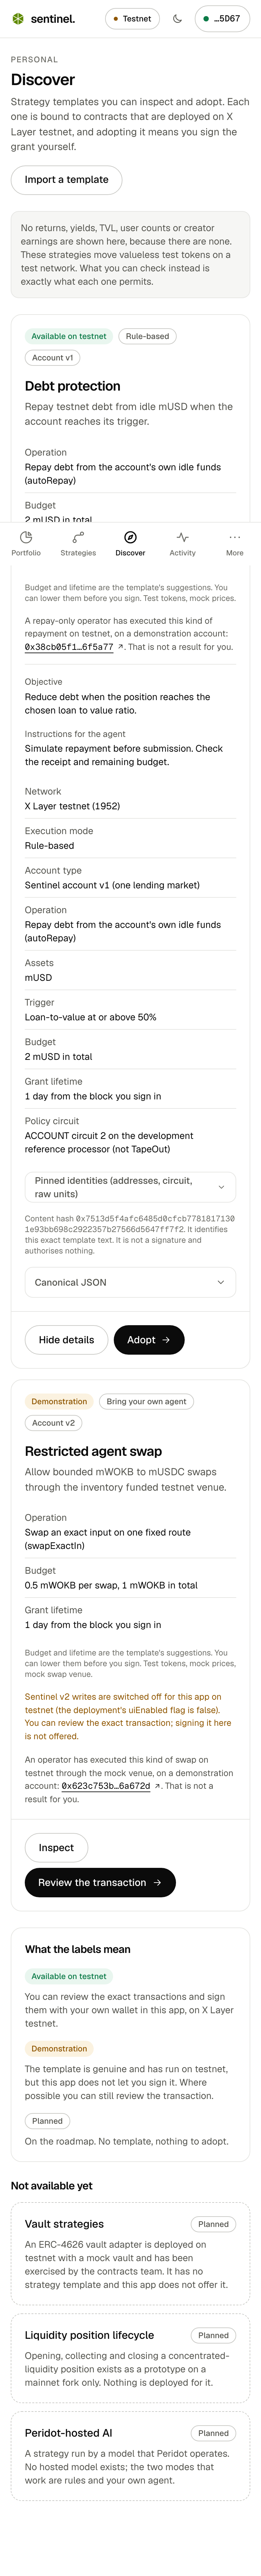 sentinel.
Testnet
...5D67
PERSONAL
Discover
Strategy templates you can inspect and adopt. Each
one is bound to contracts that are deployed on X
Layer testnet, and adopting it means you sign the
grant yourself.
Import a template
No returns, yields, TVL, user counts or creator
earnings are shown here, because there are none.
These strategies move valueless test tokens on a
test network. What you can check instead is
exactly what each one permits.
Available on testnet
Rule-based
Account v1
Debt protection
Repay testnet debt from idle mUSD when the
account reaches its trigger.
Operation
Repay debt from the account's own idle funds
(autoRepay)
Budget
2 mUSD in total
Portfolio
Strategies
Discover
Activity
More
Budget and lifetime are the template's suggestions. You
can lower them before you sign. Test tokens, mock prices.
A repay-only operator has executed this kind of
repayment on testnet, on a demonstration account:
0x38cb05f1…6f5a77 ↗. That is not a result for you.
Objective
Reduce debt when the position reaches the
chosen loan to value ratio.
Instructions for the agent
Simulate repayment before submission. Check
the receipt and remaining budget.
Network
X Layer testnet (1952)
Execution mode
Rule-based
Account type
Sentinel account v1 (one lending market)
Operation
Repay debt from the account's own idle funds
(autoRepay)
Assets
mUSD
Trigger
Loan-to-value at or above 50%
Budget
2 mUSD in total
Grant lifetime
1 day from the block you sign in
Policy circuit
ACCOUNT circuit 2 on the development
reference processor (not TapeOut)
Pinned identities (addresses, circuit,
raw units)
Content hash 0x7513d5f4afc6485d0cfcb7781817130
1e93bb698c2922357b27566d5647ff7f2. It identifies
this exact template text. It is not a signature and
authorises nothing.
Canonical JSON
Hide details
Adopt →
Demonstration
Bring your own agent
Account v2
Restricted agent swap
Allow bounded mWOKB to mUSDC swaps
through the inventory funded testnet venue.
Operation
Swap an exact input on one fixed route
(swapExactIn)
Budget
0.5 mWOKB per swap, 1 mWOKB in total
Grant lifetime
1 day from the block you sign in
Budget and lifetime are the template's suggestions. You
can lower them before you sign. Test tokens, mock prices,
mock swap venue.
Sentinel v2 writes are switched off for this app on
testnet (the deployment's uiEnabled flag is false).
You can review the exact transaction; signing it here
is not offered.
An operator has executed this kind of swap on
testnet through the mock venue, on a demonstration
account: 0x623c753b…6a672d ↗. That is not a
result for you.
Inspect
Review the transaction →
What the labels mean
Available on testnet
You can review the exact transactions and sign
them with your own wallet in this app, on X Layer
testnet.
Demonstration
The template is genuine and has run on testnet,
but this app does not let you sign it. Where
possible you can still review the transaction.
Planned
On the roadmap. No template, nothing to adopt.
Not available yet
Vault strategies
Planned
An ERC-4626 vault adapter is deployed on
testnet with a mock vault and has been
exercised by the contracts team. It has no
strategy template and this app does not offer it.
Liquidity position lifecycle
Planned
Opening, collecting and closing a concentrated-
liquidity position exists as a prototype on a
mainnet fork only. Nothing is deployed for it.
Peridot-hosted AI
Planned
A strategy run by a model that Peridot operates.
No hosted model exists; the two modes that
work are rules and your own agent.